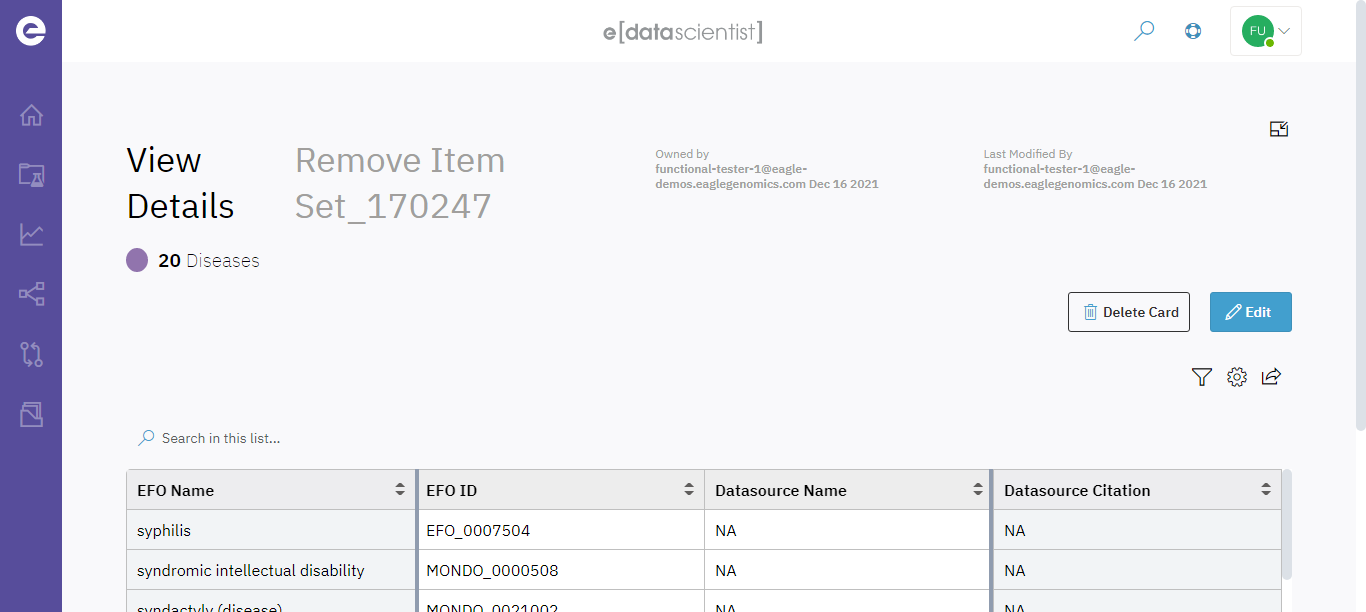 e[datascientist]
FU
View
Details
Remove Item
Set_170247
Owned by
functional-tester-1@eagle-
demos.eaglegenomics.com Dec 16 2021
Last Modified By
functional-tester-1@eagle-
demos.eaglegenomics.com Dec 16 2021
20 Diseases
Delete Card
Edit
Search in this list...
EFO Name EFO ID Datasource Name Datasource Citation
syphilis EFO_0007504 NA NA
syndromic intellectual disability MONDO_0000508 NA NA
syndactyly (disease) MONDO_0021002 NA NA